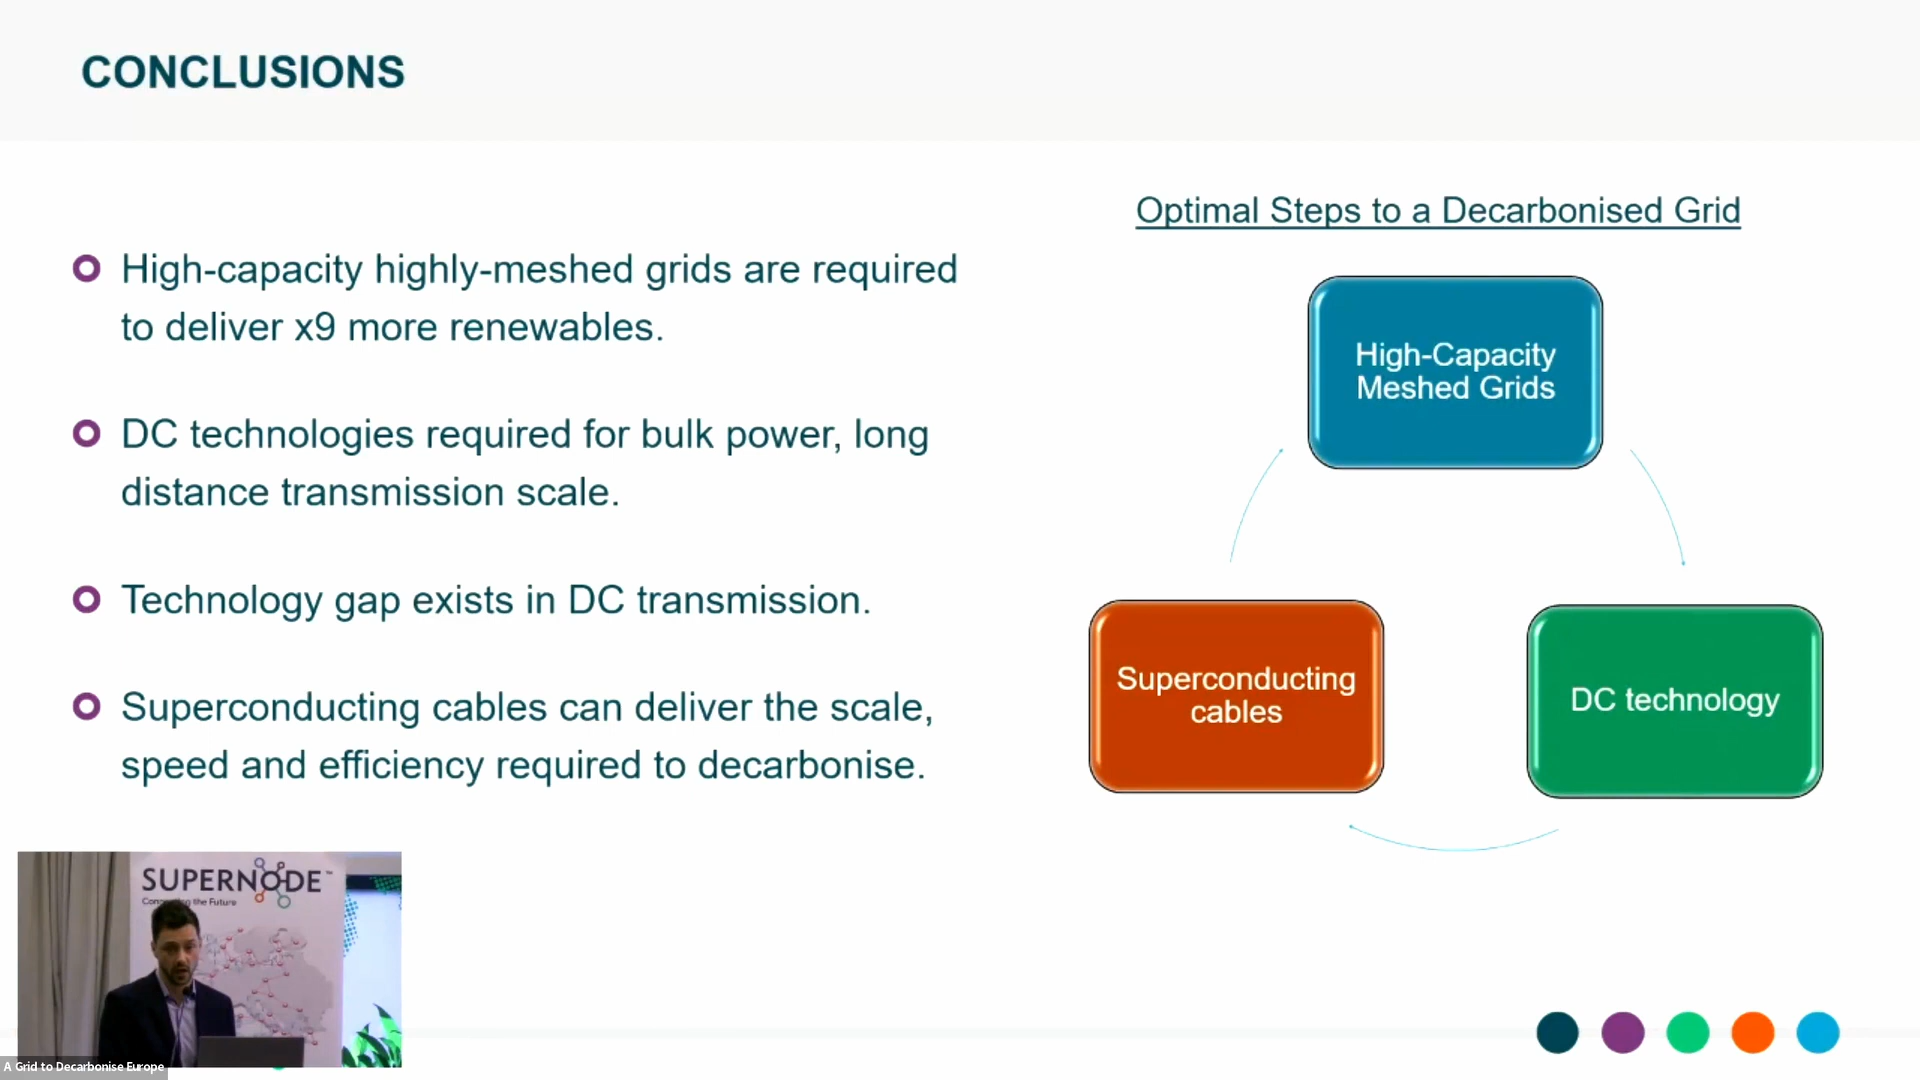 CONCLUSIONS
High-capacity highly-meshed grids are required
to deliver x9 more renewables.
DC technologies required for bulk power, long
distance transmission scale.
Technology gap exists in DC transmission.
Superconducting cables can deliver the scale,
speed and efficiency required to decarbonise.
Optimal Steps to a Decarbonised Grid
High-Capacity
Meshed Grids
Superconducting
cables
DC technology
SUPERNODE™
the Future
A Grid to Decarbonise Europe